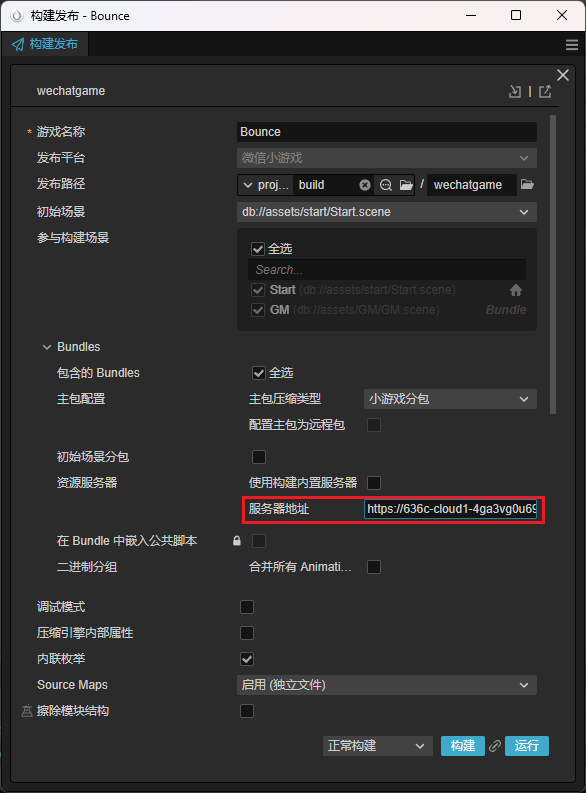 构建发布 - Bounce
构建发布
wechatgame
* 游戏名称 Bounce
发布平台 微信小游戏
发布路径 proj... build / wechatgame
初始场景 db://assets/start/Start.scene
参与构建场景
全选
Search...
Start (db://assets/start/Start.scene)
GM (db://assets/GM/GM.scene) Bundle
Bundles
包含的 Bundles 全选
主包配置 主包压缩类型 小游戏分包
配置主包为远程包
初始场景分包
资源服务器 使用构建内置服务器
服务器地址 https://636c-cloud1-4ga3vg0u69
在 Bundle 中嵌入公共脚本
二进制分组 合并所有 Animati...
调试模式
压缩引擎内部属性
内联枚举
Source Maps 启用 (独立文件)
擦除模块结构
正常构建 构建 运行